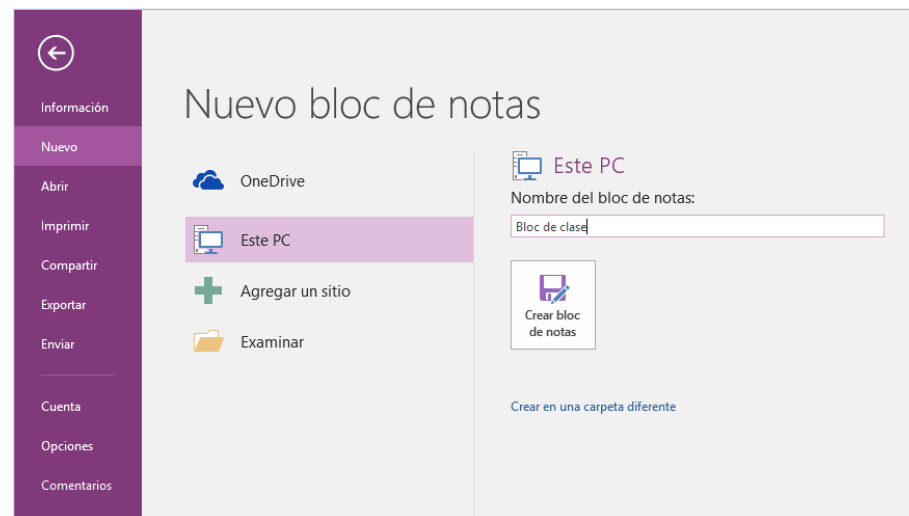 Información
Nuevo
Abrir
Imprimir
Compartir
Exportar
Enviar
Cuenta
Opciones
Comentarios
Nuevo bloc de notas
OneDrive
Este PC
Agregar un sitio
Examinar
Este PC
Nombre del bloc de notas:
Bloc de clase
Crear bloc
de notas
Crear en una carpeta diferente